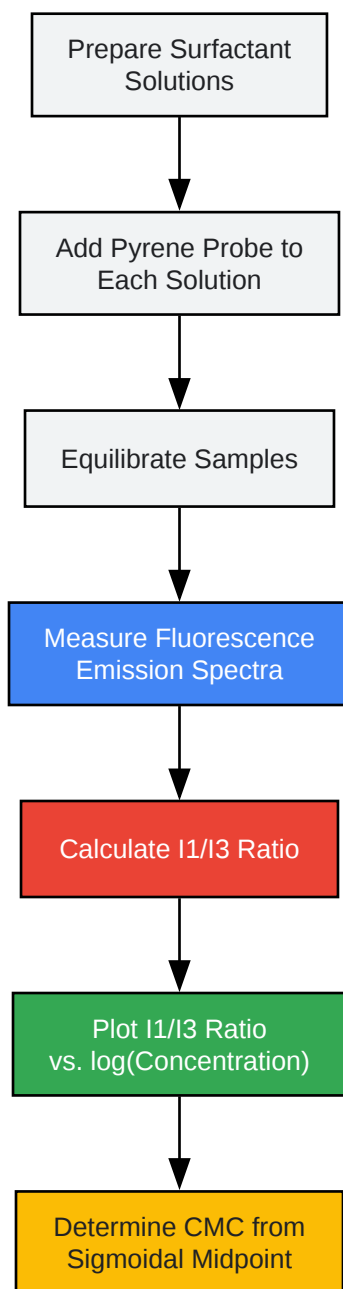 Prepare Surfactant
Solutions
Add Pyrene Probe to
Each Solution
Equilibrate Samples
Measure Fluorescence
Emission Spectra
Calculate I1/I3 Ratio
Plot I1/I3 Ratio
vs. log(Concentration)
Determine CMC from
Sigmoidal Midpoint